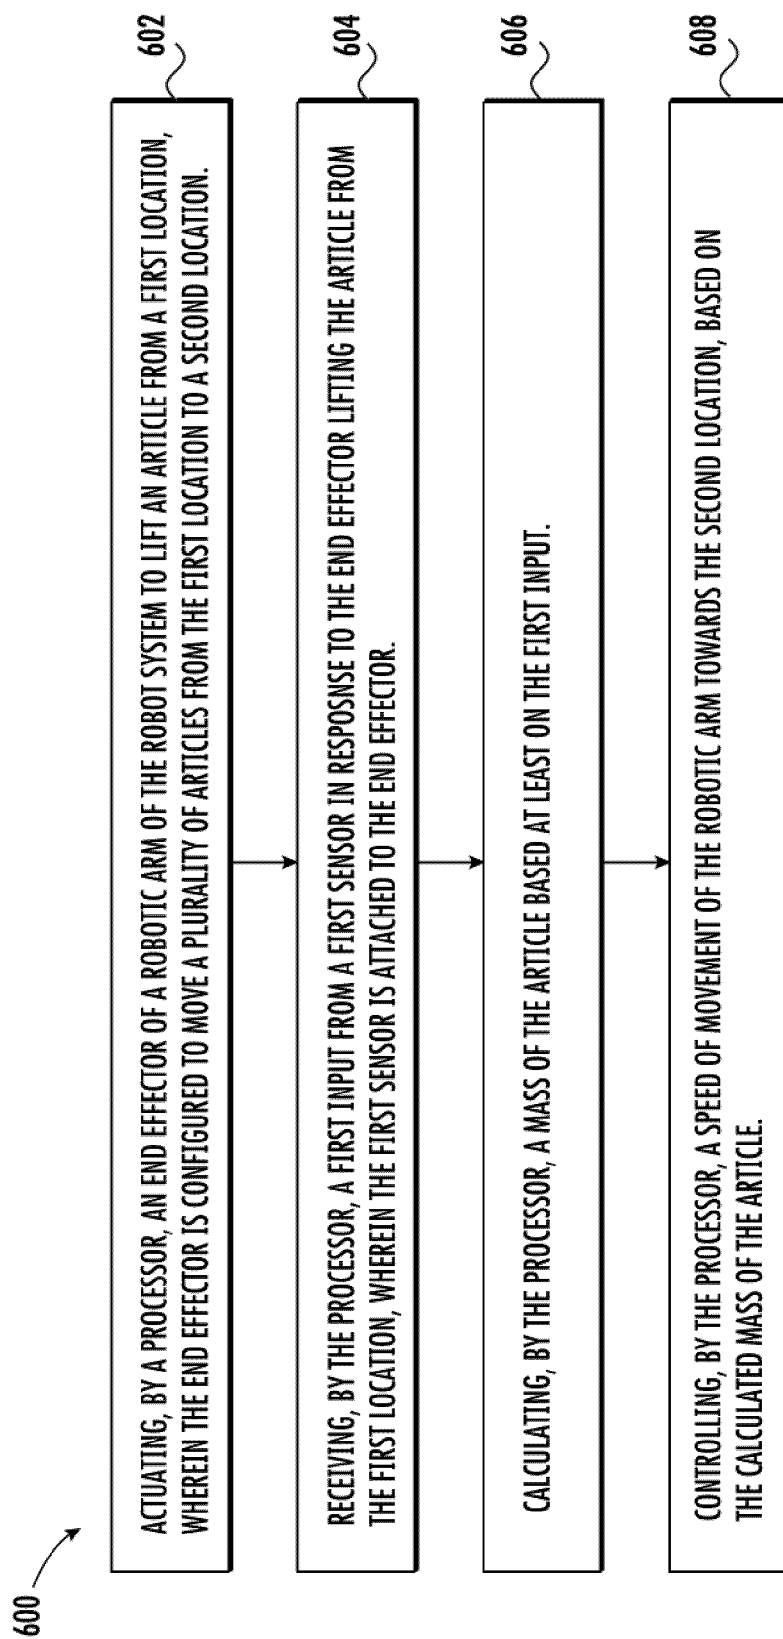 600
602
ACTUATING, BY A PROCESSOR, AN END EFFECTOR OF A ROBOTIC ARM OF THE ROBOT SYSTEM TO LIFT AN ARTICLE FROM A FIRST LOCATION,
WHEREIN THE END EFFECTOR IS CONFIGURED TO MOVE A PLURALITY OF ARTICLES FROM THE FIRST LOCATION TO A SECOND LOCATION.
604
RECEIVING, BY THE PROCESSOR, A FIRST INPUT FROM A FIRST SENSOR IN RESPOSNSE TO THE END EFFECTOR LIFTING THE ARTICLE FROM
THE FIRST LOCATION, WHEREIN THE FIRST SENSOR IS ATTACHED TO THE END EFFECTOR.
606
CALCULATING, BY THE PROCESSOR, A MASS OF THE ARTICLE BASED AT LEAST ON THE FIRST INPUT.
608
CONTROLLING, BY THE PROCESSOR, A SPEED OF MOVEMENT OF THE ROBOTIC ARM TOWARDS THE SECOND LOCATION, BASED ON
THE CALCULATED MASS OF THE ARTICLE.